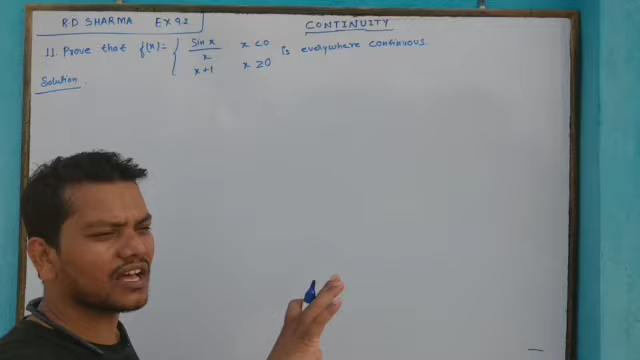 RD SHARMA EX 9.2
CONTINUITY
11. Prove that f(x) = { sin x / x x < 0 is everywhere continuous.
x+1 x ≥ 0
Solution.